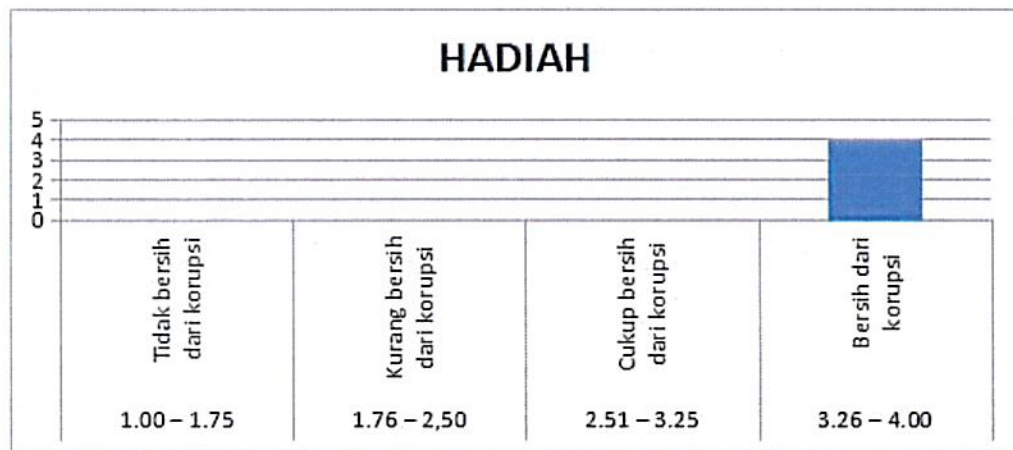 HADIAH
5
4
3
2
1
0
Tidak bersih
dari korupsi
Kurang bersih
dari korupsi
Cukup bersih
dari korupsi
Bersih dari
korupsi
1.00 – 1.75
1.76 – 2,50
2.51 – 3.25
3.26 – 4.00